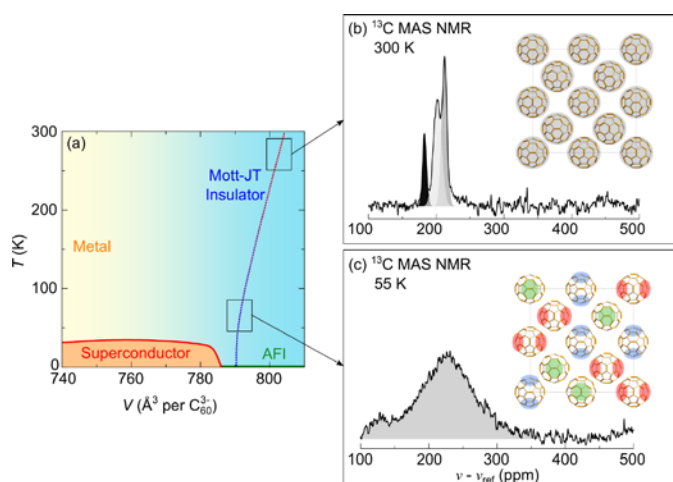 (a)
300
200
100
0
T (K)
740
760
780
800
V (Å³ per C₆₀³⁻)
Metal
Mott-JT
Insulator
Superconductor
AFI
(b) ¹³C MAS NMR
300 K
100
200
300
400
500
(c) ¹³C MAS NMR
55 K
100
200
300
400
500
ν - ν_ref (ppm)